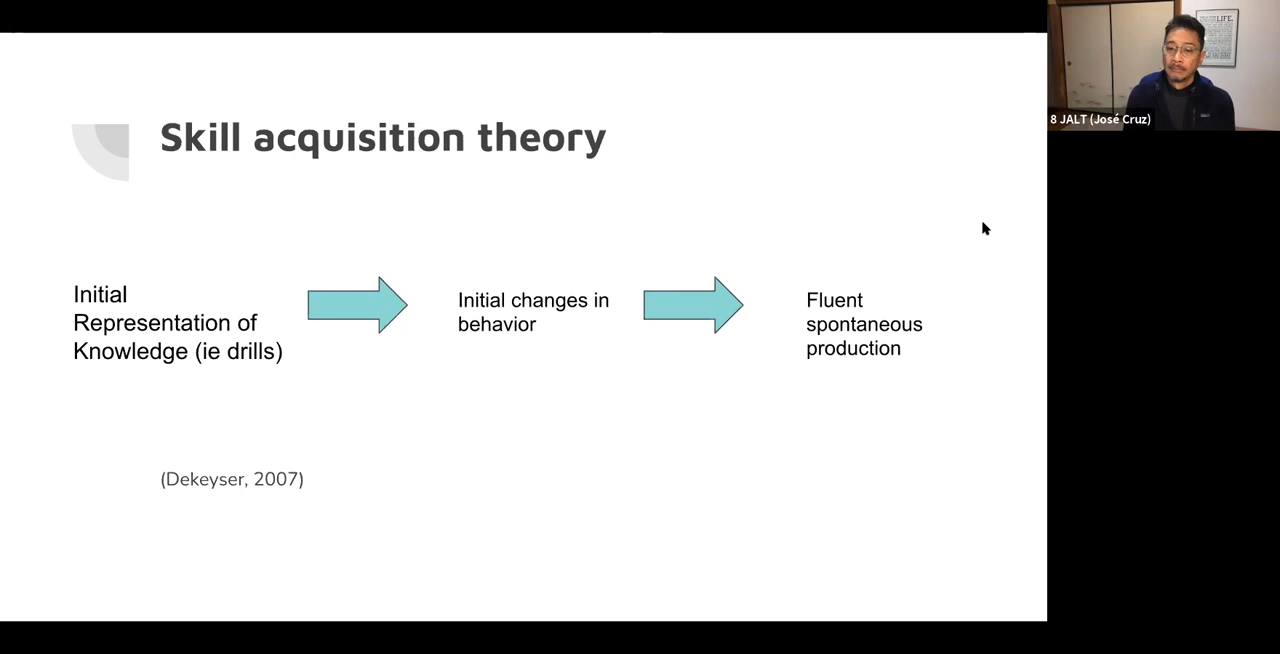 Skill acquisition theory
Initial
Representation of
Knowledge (ie drills)
Initial changes in
behavior
Fluent
spontaneous
production
(Dekeyser, 2007)
LIFE.
8 JALT (José Cruz)